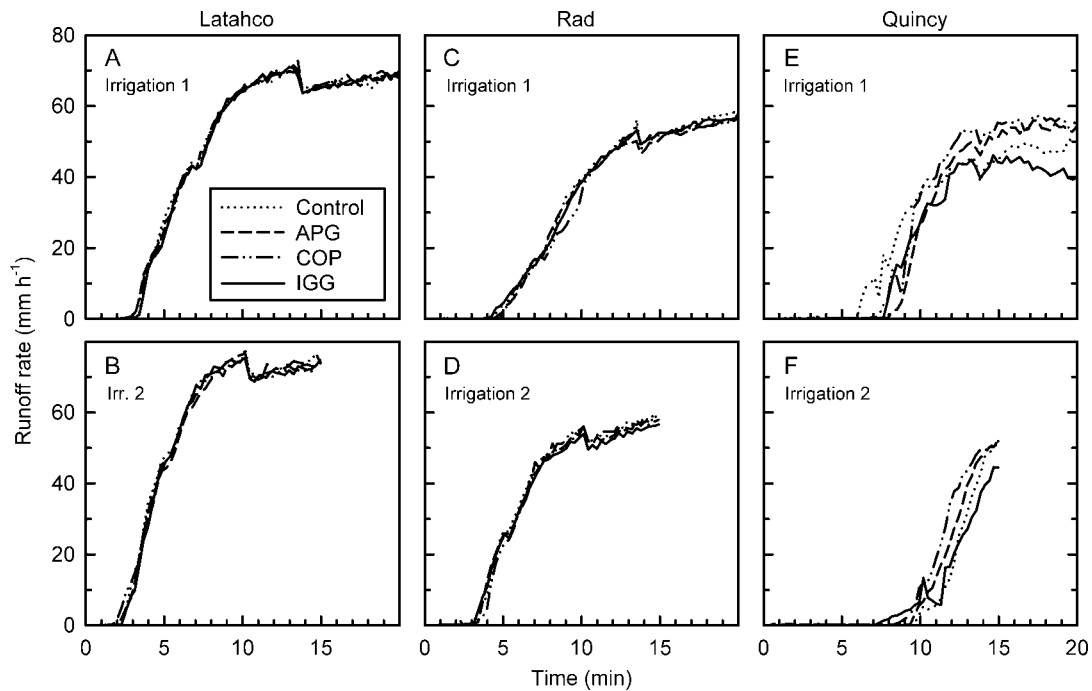 Latahco Rad Quincy
80
60
40
20
0
A
Irrigation 1
Control
APG
COP
IGG
C
Irrigation 1
E
Irrigation 1
Runoff rate (mm h-1)
60
40
20
0
B
Irr. 2
D
Irrigation 2
F
Irrigation 2
0 5 10 15 0 5 10 15 0 5 10 15 20
Time (min)